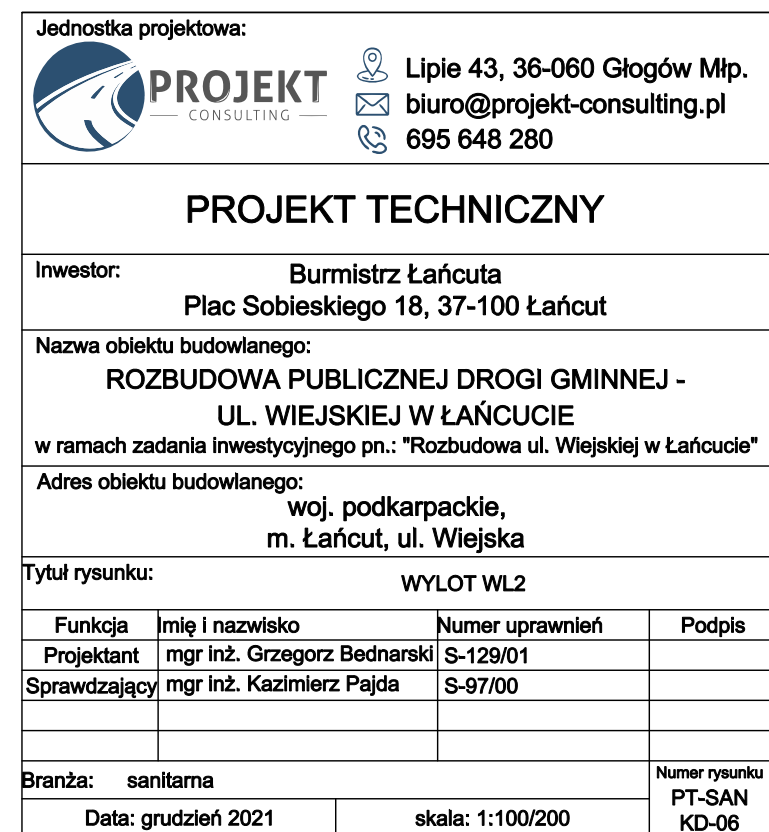 Jednostka projektowa:
PROJEKT
CONSULTING
Lipie 43, 36-060 Głogów Młp.
biuro@projekt-consulting.pl
695 648 280
PROJEKT TECHNICZNY
Inwestor:
Burmistrz Łańcuta
Plac Sobieskiego 18, 37-100 Łańcut
Nazwa obiektu budowlanego:
ROZBUDOWA PUBLICZNEJ DROGI GMINNEJ -
UL. WIEJSKIEJ W ŁAŃCUCIE
w ramach zadania inwestycyjnego pn.: "Rozbudowa ul. Wiejskiej w Łańcucie"
Adres obiektu budowlanego:
woj. podkarpackie,
m. Łańcut, ul. Wiejska
Tytuł rysunku:
WYLOT WL2
Funkcja Imię i nazwisko Numer uprawnień Podpis
Projektant mgr inż. Grzegorz Bednarski S-129/01
Sprawdzający mgr inż. Kazimierz Pajda S-97/00
Branża: sanitarna
Numer rysunku
PT-SAN
KD-06
Data: grudzień 2021 skala: 1:100/200